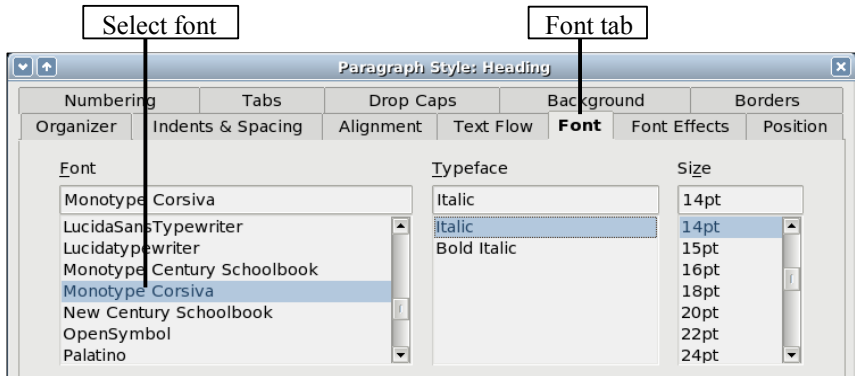 Select font Font tab
Paragraph Style: Heading
Numbering Tabs Drop Caps Background Borders
Organizer Indents & Spacing Alignment Text Flow Font Font Effects Position
Font Typeface Size
Monotype Corsiva Italic 14pt
LucidaSansTypewriter Italic 14pt
Lucidatypewriter Bold Italic 15pt
Monotype Century Schoolbook 16pt
Monotype Corsiva 18pt
New Century Schoolbook 20pt
OpenSymbol 22pt
Palatino 24pt